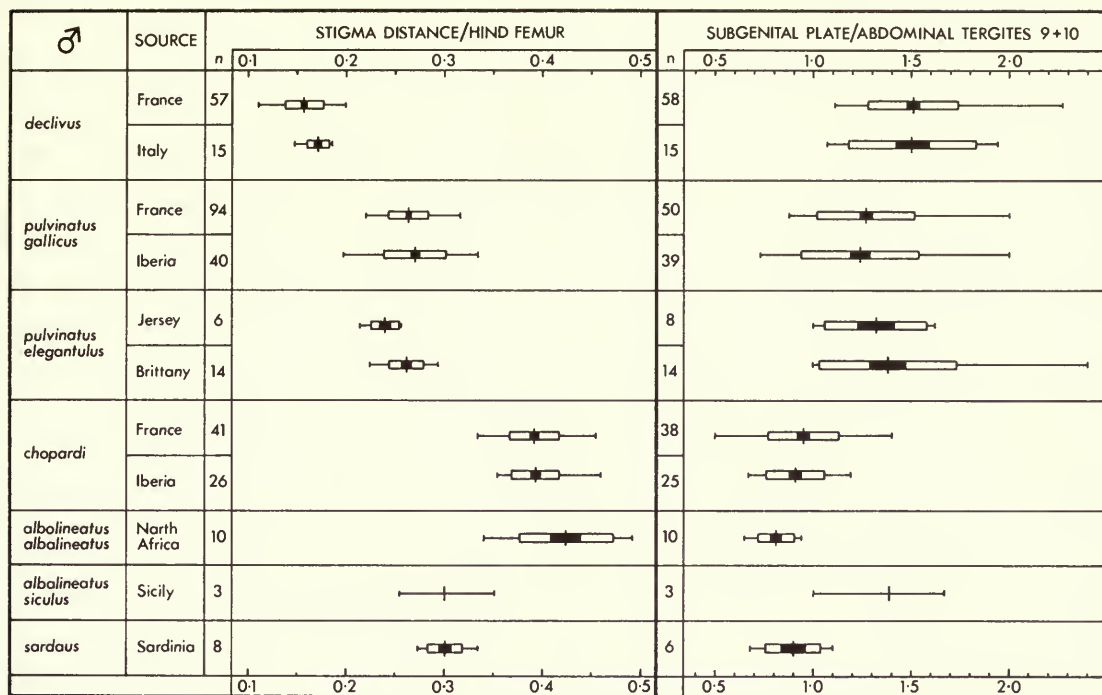 ♂ SOURCE n STIGMA DISTANCE/HIND FEMUR n SUBGENITAL PLATE/ABDOMINAL TERGITES 9+10
0·1 0·2 0·3 0·4 0·5 0·5 1·0 1·5 2·0
declivus
France 57 58
Italy 15 15
pulvinatus
gallicus
France 94 50
Iberia 40 39
pulvinatus
elegantulus
Jersey 6 8
Brittany 14 14
chopardi
France 41 38
Iberia 26 25
albolineatus
albalineatus
Narth
Africa 10 10
albalineatus
siculus
Sicily 3 3
sardaus Sardinia 8 6
0·1 0·2 0·3 0·4 0·5 0·5 1·0 1·5 2·0